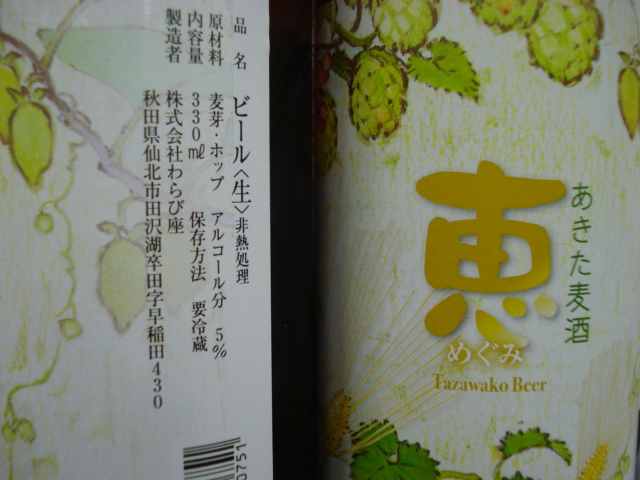 あきた麦酒
恵
めぐみ
Tazawako Beer
品名 ビール〈生〉非熱処理
原材料 麦芽・ホップ アルコール分 5%
内容量 330ml 保存方法 要冷蔵
製造者 株式会社わらび座
秋田県仙北市田沢湖卒田字早稲田430
0751